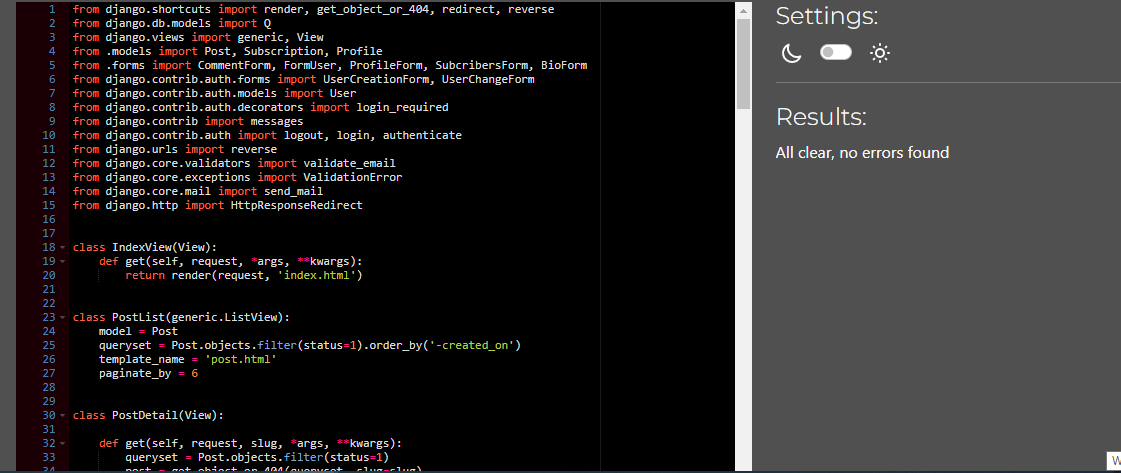 1 from django.shortcuts import render, get_object_or_404, redirect, reverse
2 from django.db.models import Q
3 from django.views import generic, View
4 from .models import Post, Subscription, Profile
5 from .forms import CommentForm, FormUser, ProfileForm, SubcribersForm, BioForm
6 from django.contrib.auth.forms import UserCreationForm, UserChangeForm
7 from django.contrib.auth.models import User
8 from django.contrib.auth.decorators import login_required
9 from django.contrib import messages
10 from django.contrib.auth import logout, login, authenticate
11 from django.urls import reverse
12 from django.core.validators import validate_email
13 from django.core.exceptions import ValidationError
14 from django.core.mail import send_mail
15 from django.http import HttpResponseRedirect
16
17
18 class IndexView(View):
19     def get(self, request, *args, **kwargs):
20         return render(request, 'index.html')
21
22
23 class PostList(generic.ListView):
24     model = Post
25     queryset = Post.objects.filter(status=1).order_by('-created_on')
26     template_name = 'post.html'
27     paginate_by = 6
28
29
30 class PostDetail(View):
31
32     def get(self, request, slug, *args, **kwargs):
33         queryset = Post.objects.filter(status=1)
34         post = get_object_or_404(queryset, slug=slug)
Settings:
Results:
All clear, no errors found
W